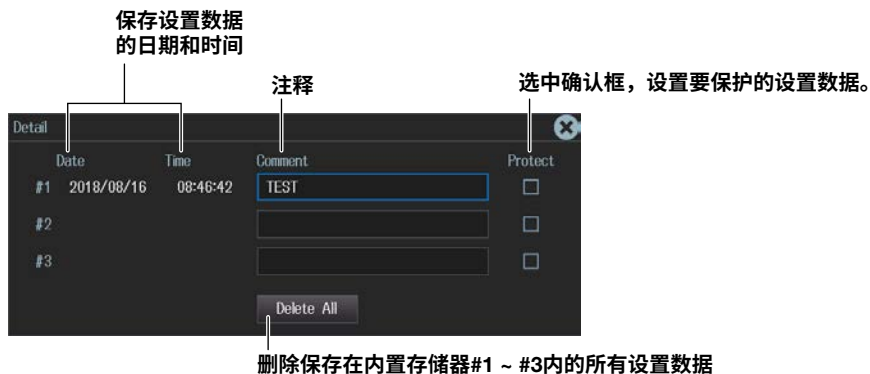 保存设置数据
的日期和时间
注释
选中确认框，设置要保护的设置数据。
Detail
Date Time Comment Protect
#1 2018/08/16 08:46:42 TEST
#2
#3
Delete All
删除保存在内置存储器#1 ~ #3内的所有设置数据